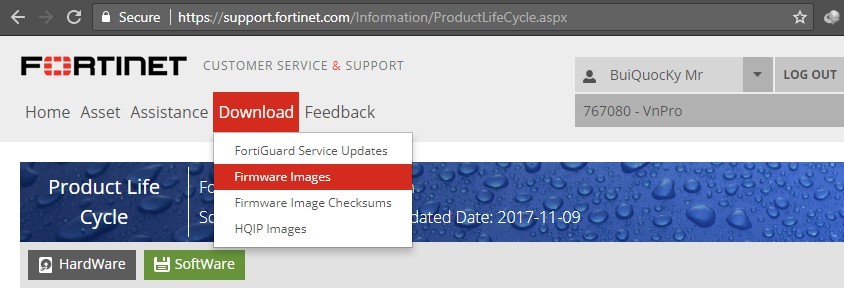 Secure https://support.fortinet.com/Information/ProductLifeCycle.aspx
FORTINET CUSTOMER SERVICE & SUPPORT
BuiQuocKy Mr
LOG OUT
767080 - VnPro
Home Asset Assistance Download Feedback
FortiGuard Service Updates
Firmware Images
Firmware Image Checksums
HQIP Images
Product Life
Cycle
dated Date: 2017-11-09
HardWare
SoftWare